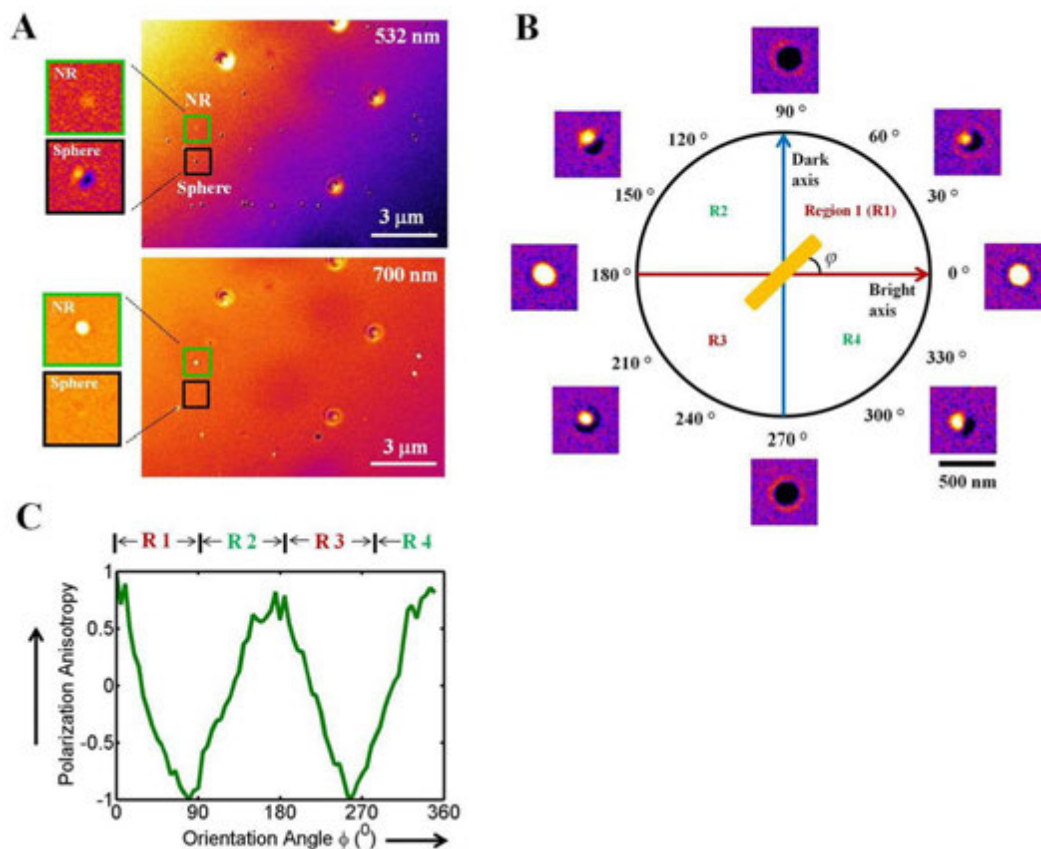 A
532 nm
NR
Sphere
NR
Sphere
3 μm
700 nm
NR
Sphere
3 μm
B
90 °
120 °
60 °
150 °
30 °
Dark
axis
R2
Region 1 (R1)
φ
180 °
0 °
Bright
axis
R3
R4
210 °
330 °
240 °
300 °
270 °
500 nm
C
R 1
R 2
R 3
R 4
Polarization Anisotropy
1
0.5
0
-0.5
-1
0
90
180
270
360
Orientation Angle ϕ (⁰)